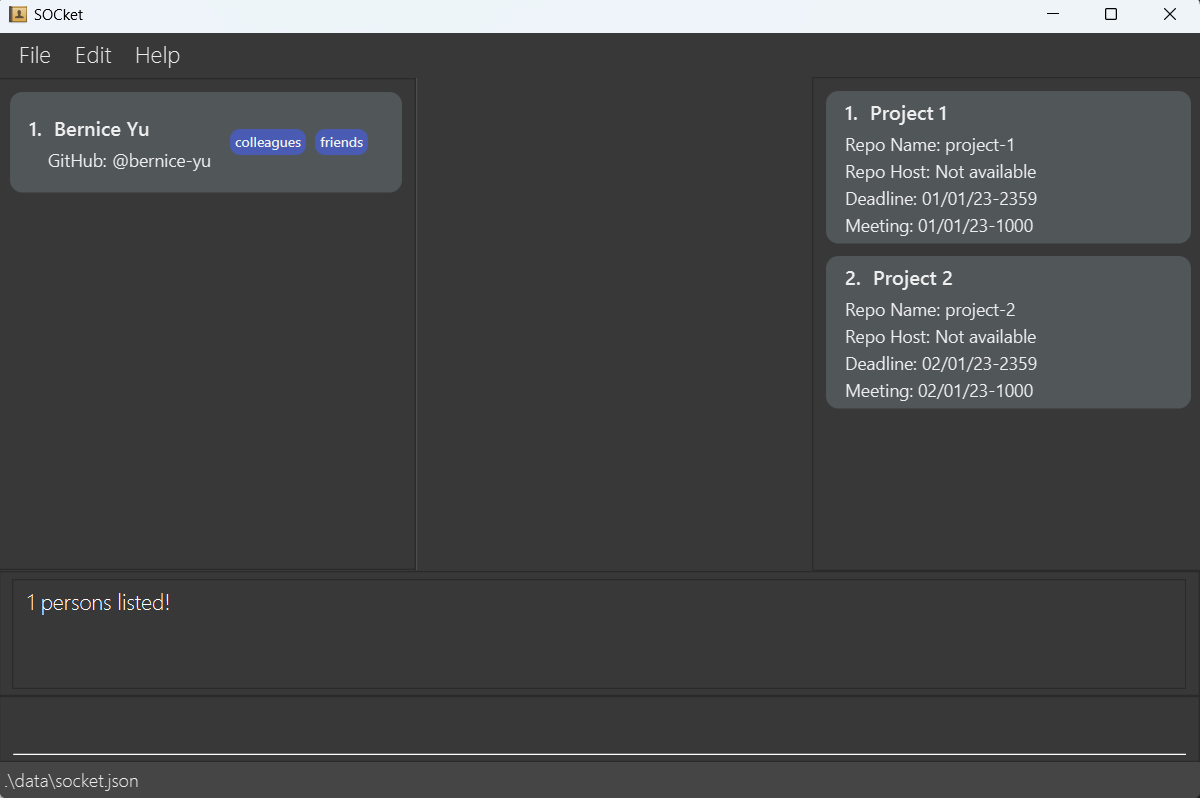 SOCket
File Edit Help
1. Bernice Yu
GitHub: @bernice-yu
colleagues friends
1. Project 1
Repo Name: project-1
Repo Host: Not available
Deadline: 01/01/23-2359
Meeting: 01/01/23-1000
2. Project 2
Repo Name: project-2
Repo Host: Not available
Deadline: 02/01/23-2359
Meeting: 02/01/23-1000
1 persons listed!
.\data\socket.json